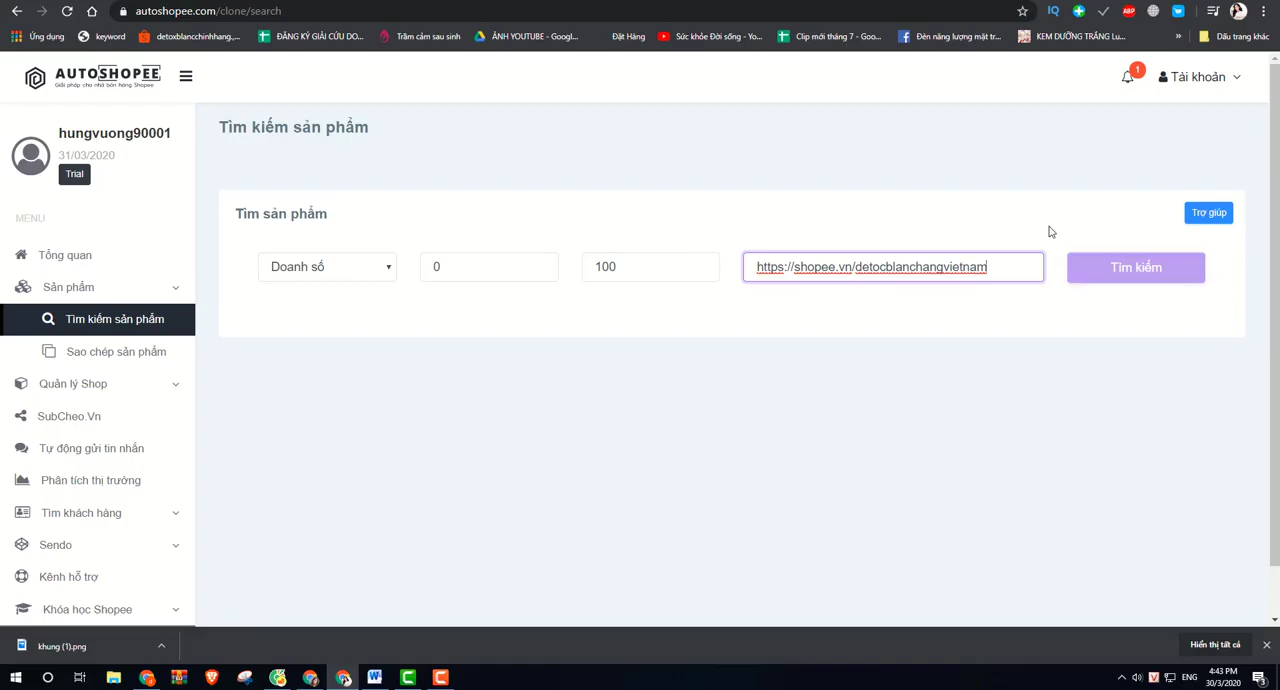 autoshopee.com/clone/search
Ứng dụng
keyword
detoxblancchinhhang,...
ĐĂNG KÝ GIẢI CỨU DO...
Trầm cảm sau sinh
ẢNH YOUTUBE - Googl...
Đặt Hàng
Sức khỏe Đời sống - Yo...
Clip mới tháng 7 - Goo...
Đèn năng lượng mặt tr...
KEM DƯỠNG TRẮNG Lu...
»
Dấu trang khác
AUTOSHOPEE
Giải pháp cho nhà bán hàng Shopee
1
Tài khoản
hungvuong90001
31/03/2020
Trial
MENU
Tổng quan
Sản phẩm
Tìm kiếm sản phẩm
Sao chép sản phẩm
Quản lý Shop
SubCheo.Vn
Tự động gửi tin nhắn
Phân tích thị trường
Tìm khách hàng
Sendo
Kênh hỗ trợ
Khóa học Shopee
Tìm kiếm sản phẩm
Tìm sản phẩm
Trợ giúp
Doanh số
0
100
https://shopee.vn/detocblanchangvietnam
Tìm kiếm
khung (1).png
Hiển thị tất cả
ENG
4:43 PM
30/3/2020
3